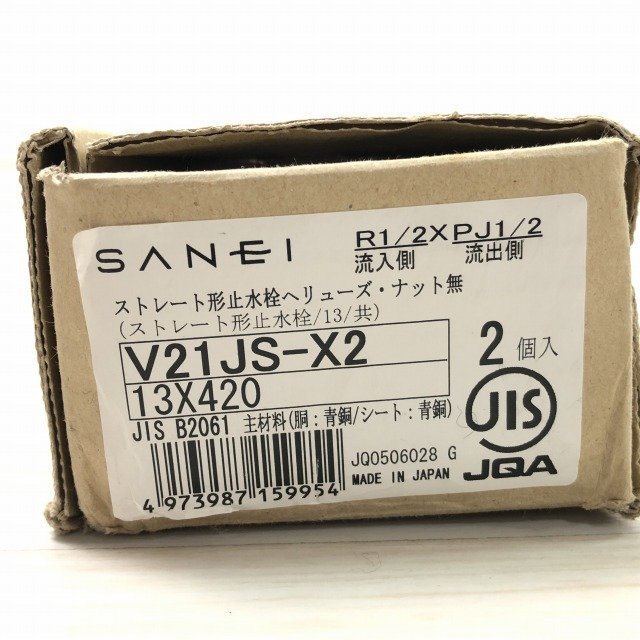 SANEI
R1/2XPJ1/2
流入側 流出側
ストレート形止水栓ヘリューズ・ナット無
(ストレート形止水栓/13/共)
V21JS-X2
2個入
13X420
JIS B2061 主材料(胴:青銅/シート:青銅)
JIS
JQA
JQ0506028 G
MADE IN JAPAN
4 973987 159954